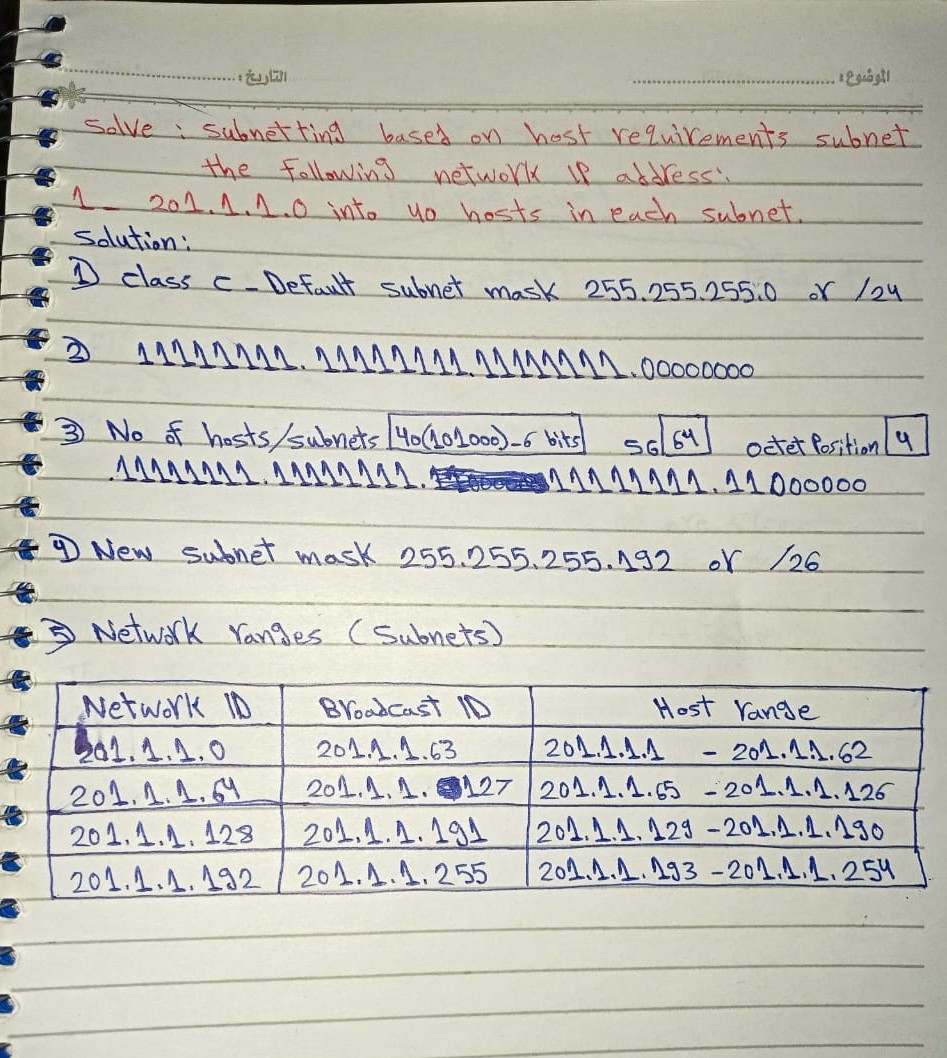 التاريخ: الموضوع:
Solve: Subnetting based on host requirements subnet
the following network IP address:
1- 201.1.1.0 into 40 hosts in each subnet.
Solution:
1) class C - Default subnet mask 255.255.255.0 or /24
2) 11111111.11111111.11111111.00000000
3) No of hosts/subnets 40(101000)-6 bits SG 64 octet Position 4
11111111.11111111.11111111.11000000
4) New subnet mask 255.255.255.192 or /26
5) Network ranges (Subnets)
Network ID Broadcast ID Host range
201.1.1.0 201.1.1.63 201.1.1.1 - 201.1.1.62
201.1.1.64 201.1.1.127 201.1.1.65 - 201.1.1.126
201.1.1.128 201.1.1.191 201.1.1.129 - 201.1.1.190
201.1.1.192 201.1.1.255 201.1.1.193 - 201.1.1.254